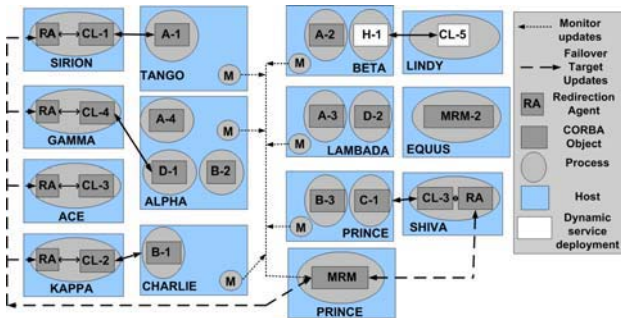 RA CL-1
SIRION
A-1
TANGO
M
RA CL-4
GAMMA
A-4
M
D-1 B-2
ALPHA
RA CL-3
ACE
RA CL-2
KAPPA
B-1
CHARLIE
M
A-2 H-1
M
BETA
CL-5
LINDY
A-3 D-2
M
LAMBADA
MRM-2
EQUUS
B-3 C-1
M
PRINCE
CL-3 RA
SHIVA
MRM
PRINCE
Monitor
updates
Failover
Target
Updates
RA
Redirection
Agent
CORBA
Object
Process
Host
Dynamic
service
deployment